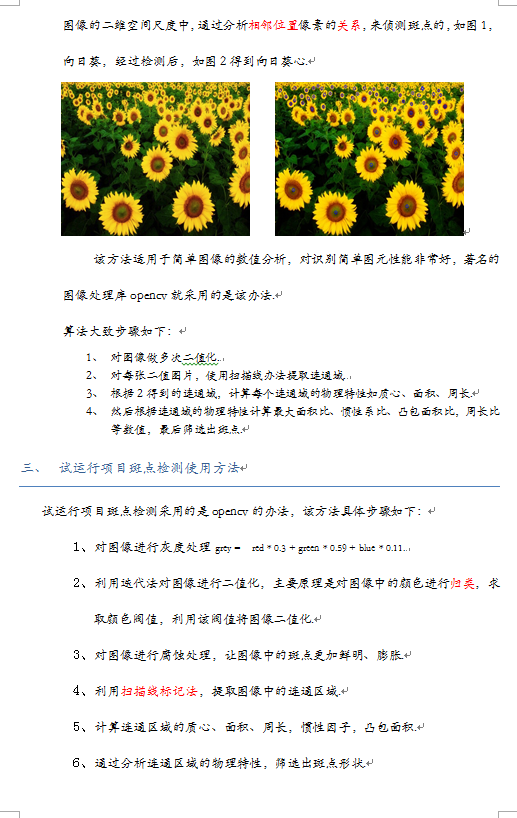 图像的二维空间尺度中，通过分析相邻位置像素的关系，来侦测斑点的，如图 1，
向日葵，经过检测后，如图 2 得到向日葵心.
该方法适用于简单图像的数值分析，对识别简单图元性能非常好，著名的
图像处理库 opencv 就采用的是该办法.
算法大致步骤如下：
1、 对图像做多次二值化.
2、 对每张二值图片，使用扫描线办法提取连通域.
3、 根据 2 得到的连通域，计算每个连通域的物理特性如质心、面积、周长.
4、 然后根据连通域的物理特性计算最大面积比、惯性系比、凸包面积比，周长比
等数值，最后筛选出斑点.
三、 试运行项目斑点检测使用方法
试运行项目斑点检测采用的是 opencv 的办法，该方法具体步骤如下：
1、对图像进行灰度处理 grey = red * 0.3 + green * 0.59 + blue * 0.11..
2、利用迭代法对图像进行二值化，主要原理是对图像中的颜色进行归类，求
取颜色阀值，利用该阀值将图像二值化.
3、对图像进行腐蚀处理，让图像中的斑点更加鲜明、膨胀.
4、利用扫描线标记法，提取图像中的连通区域.
5、计算连通区域的质心、面积、周长，惯性因子，凸包面积.
6、通过分析连通区域的物理特性，筛选出斑点形状.